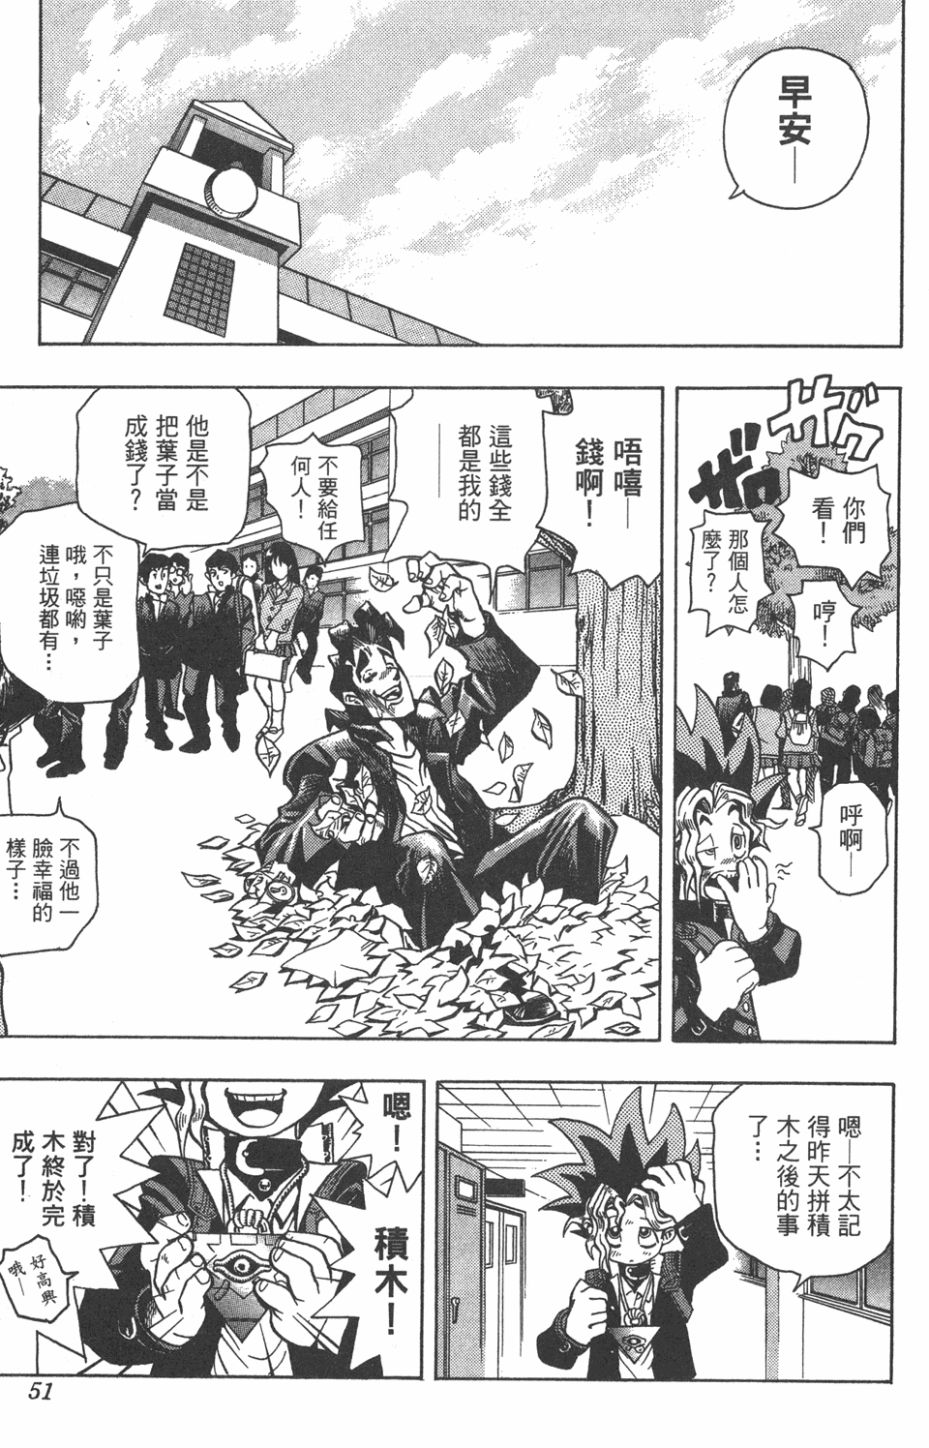 早安──
ザワ
ザワ
你們
看！
那個人怎
麼了？
哼！
呼啊──
唔嘻──
錢啊！
這些錢全
都是我的
──
不要給任
何人！
他是不是
把葉子當
成錢了？
不只是葉子
哦，噁喲，
連垃圾都有…
不過他一
臉幸福的
樣子…
嗯─不太記
得昨天拼積
木之後的事
了…
嗯！
積木！
對了！積
木終於完
成了！
好高興
哦─
51